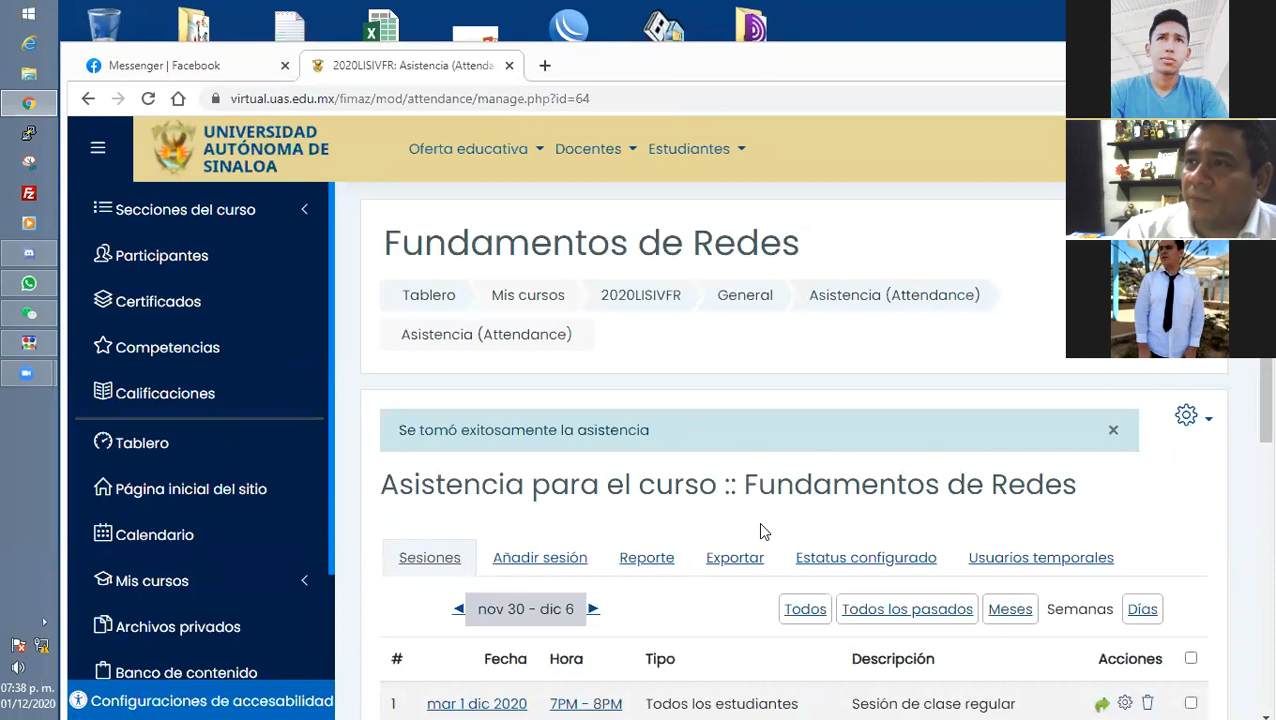 Messenger | Facebook
2020LISIVFR: Asistencia (Attenda
virtual.uas.edu.mx/fimaz/mod/attendance/manage.php?id=64
UNIVERSIDAD
AUTÓNOMA DE
SINALOA
Oferta educativa Docentes Estudiantes
Secciones del curso
Participantes
Certificados
Competencias
Calificaciones
Tablero
Página inicial del sitio
Calendario
Mis cursos
Archivos privados
Banco de contenido
Configuraciones de accesabilidad
Fundamentos de Redes
Tablero Mis cursos 2020LISIVFR General Asistencia (Attendance)
Asistencia (Attendance)
Se tomó exitosamente la asistencia
Asistencia para el curso :: Fundamentos de Redes
Sesiones Añadir sesión Reporte Exportar Estatus configurado Usuarios temporales
nov 30 - dic 6 Todos Todos los pasados Meses Semanas Días
# Fecha Hora Tipo Descripción Acciones
1 mar 1 dic 2020 7PM - 8PM Todos los estudiantes Sesión de clase regular
07:38 p. m.
01/12/2020